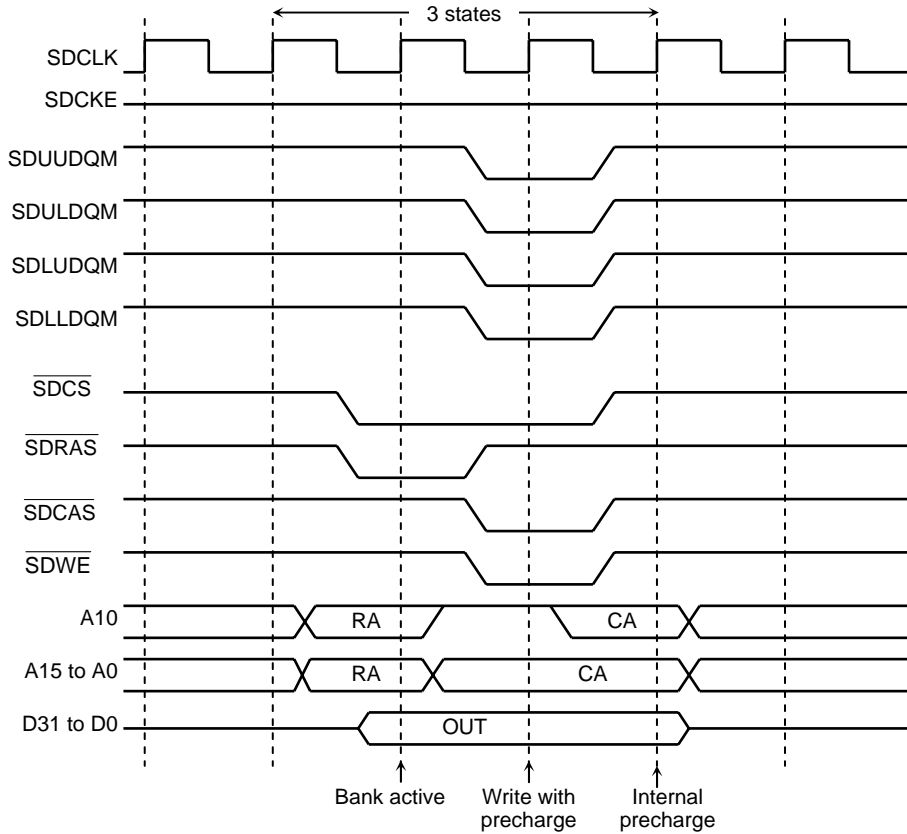 3 states
SDCLK
SDCKE
SDUUDQM
SDULDQM
SDLUDQM
SDLLDQM
SDCS
SDRAS
SDCAS
SDWE
A10
RA
CA
A15 to A0
RA
CA
D31 to D0
OUT
Bank active
Write with
precharge
Internal
precharge